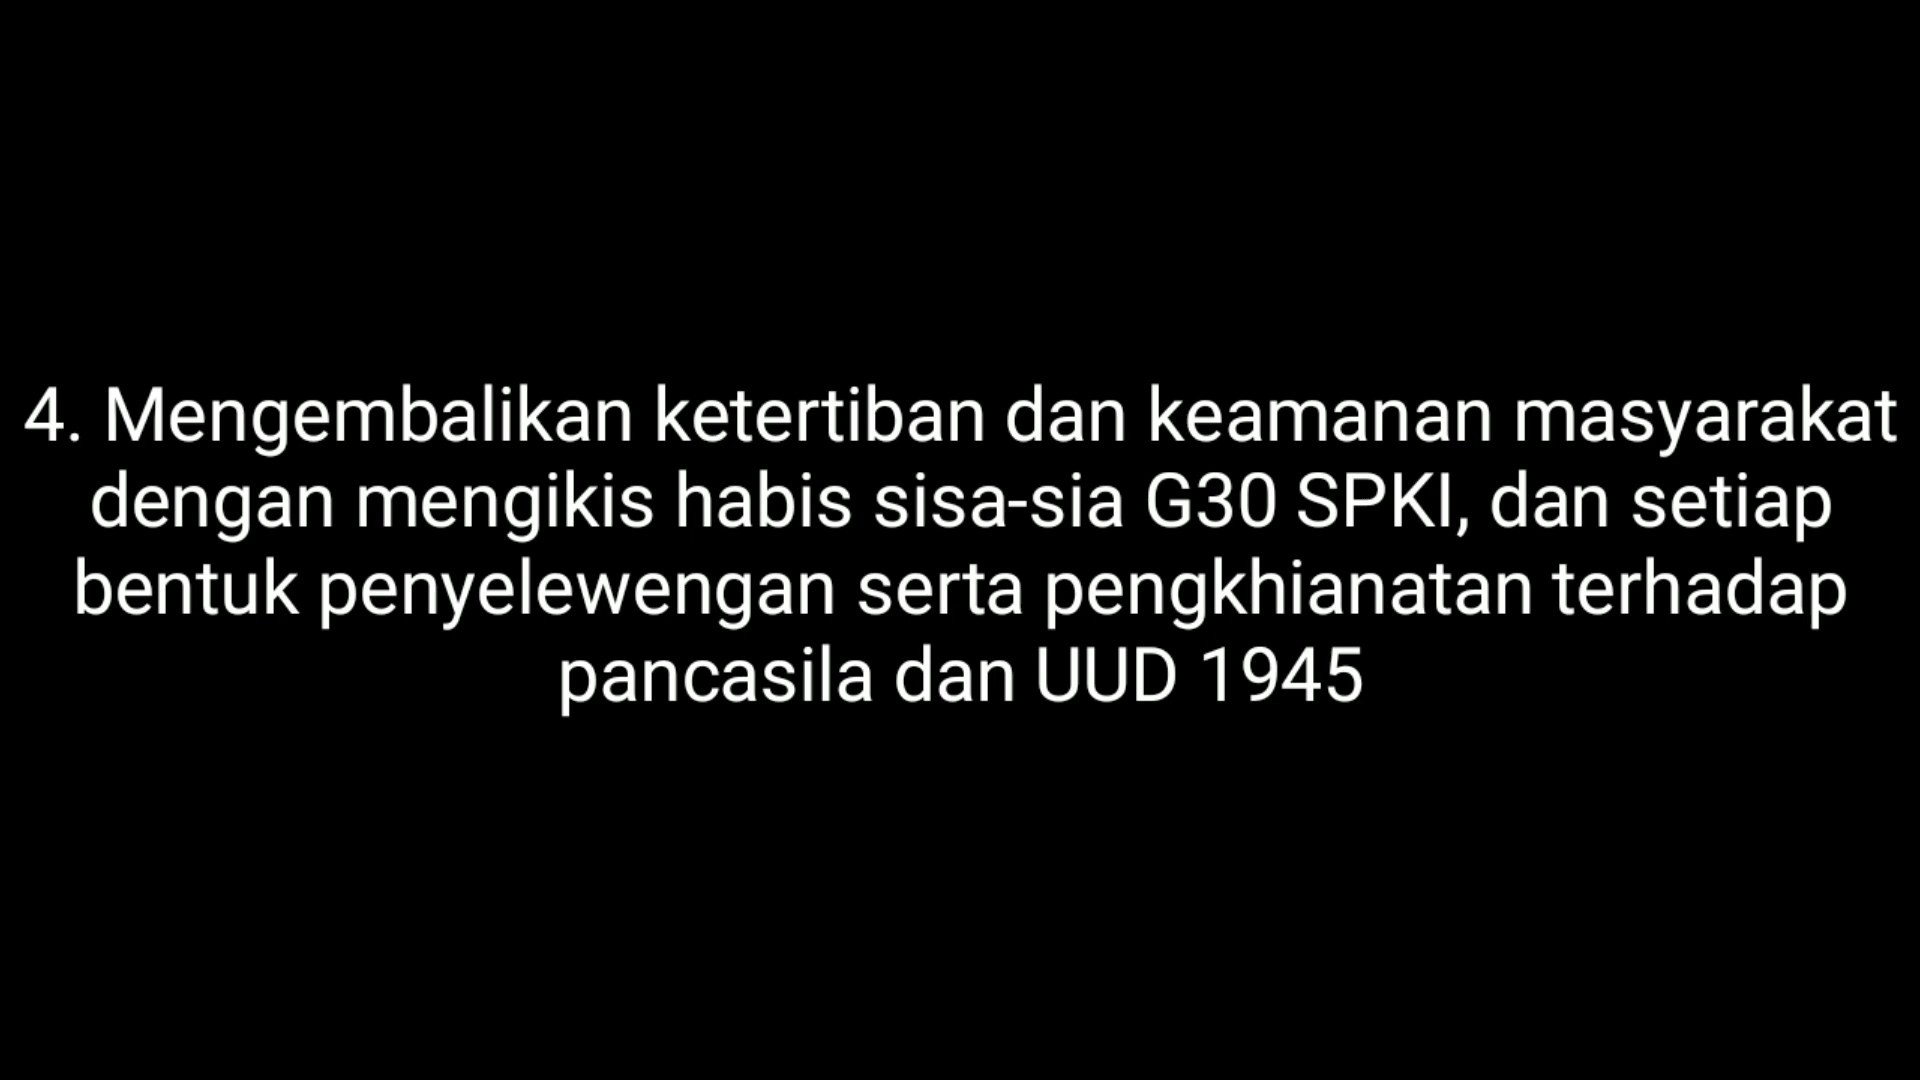 4. Mengembalikan ketertiban dan keamanan masyarakat
dengan mengikis habis sisa-sia G30 SPKI, dan setiap
bentuk penyelewengan serta pengkhianatan terhadap
pancasila dan UUD 1945